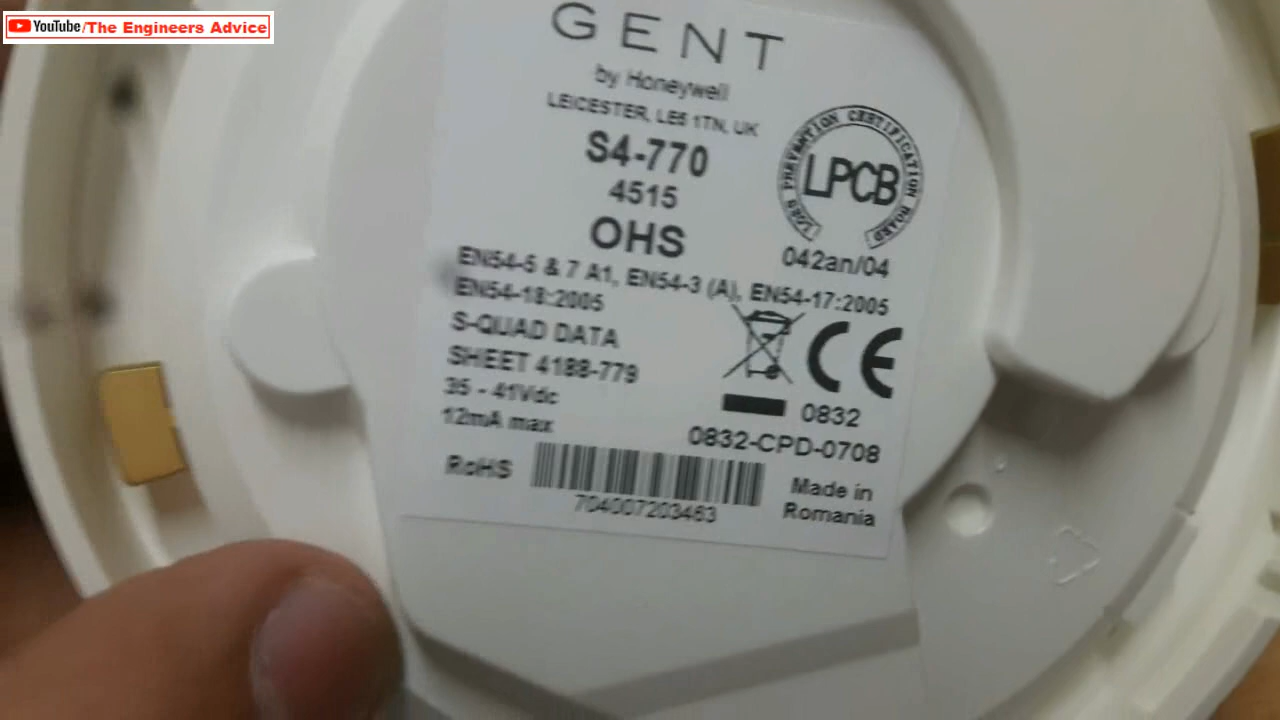 YouTube/The Engineers Advice
GENT
by Honeywell
LEICESTER, LE6 1TN, UK
S4-770
4515
OHS
LOSS PREVENTION CERTIFICATION BOARD
LPCB
042an/04
EN54-5 & 7 A1, EN54-3 (A), EN54-17:2005
EN54-18:2005
S-QUAD DATA
SHEET 4188-779
35 - 41Vdc
12mA max
CE
0832
0832-CPD-0708
RoHS
704007203463
Made in
Romania